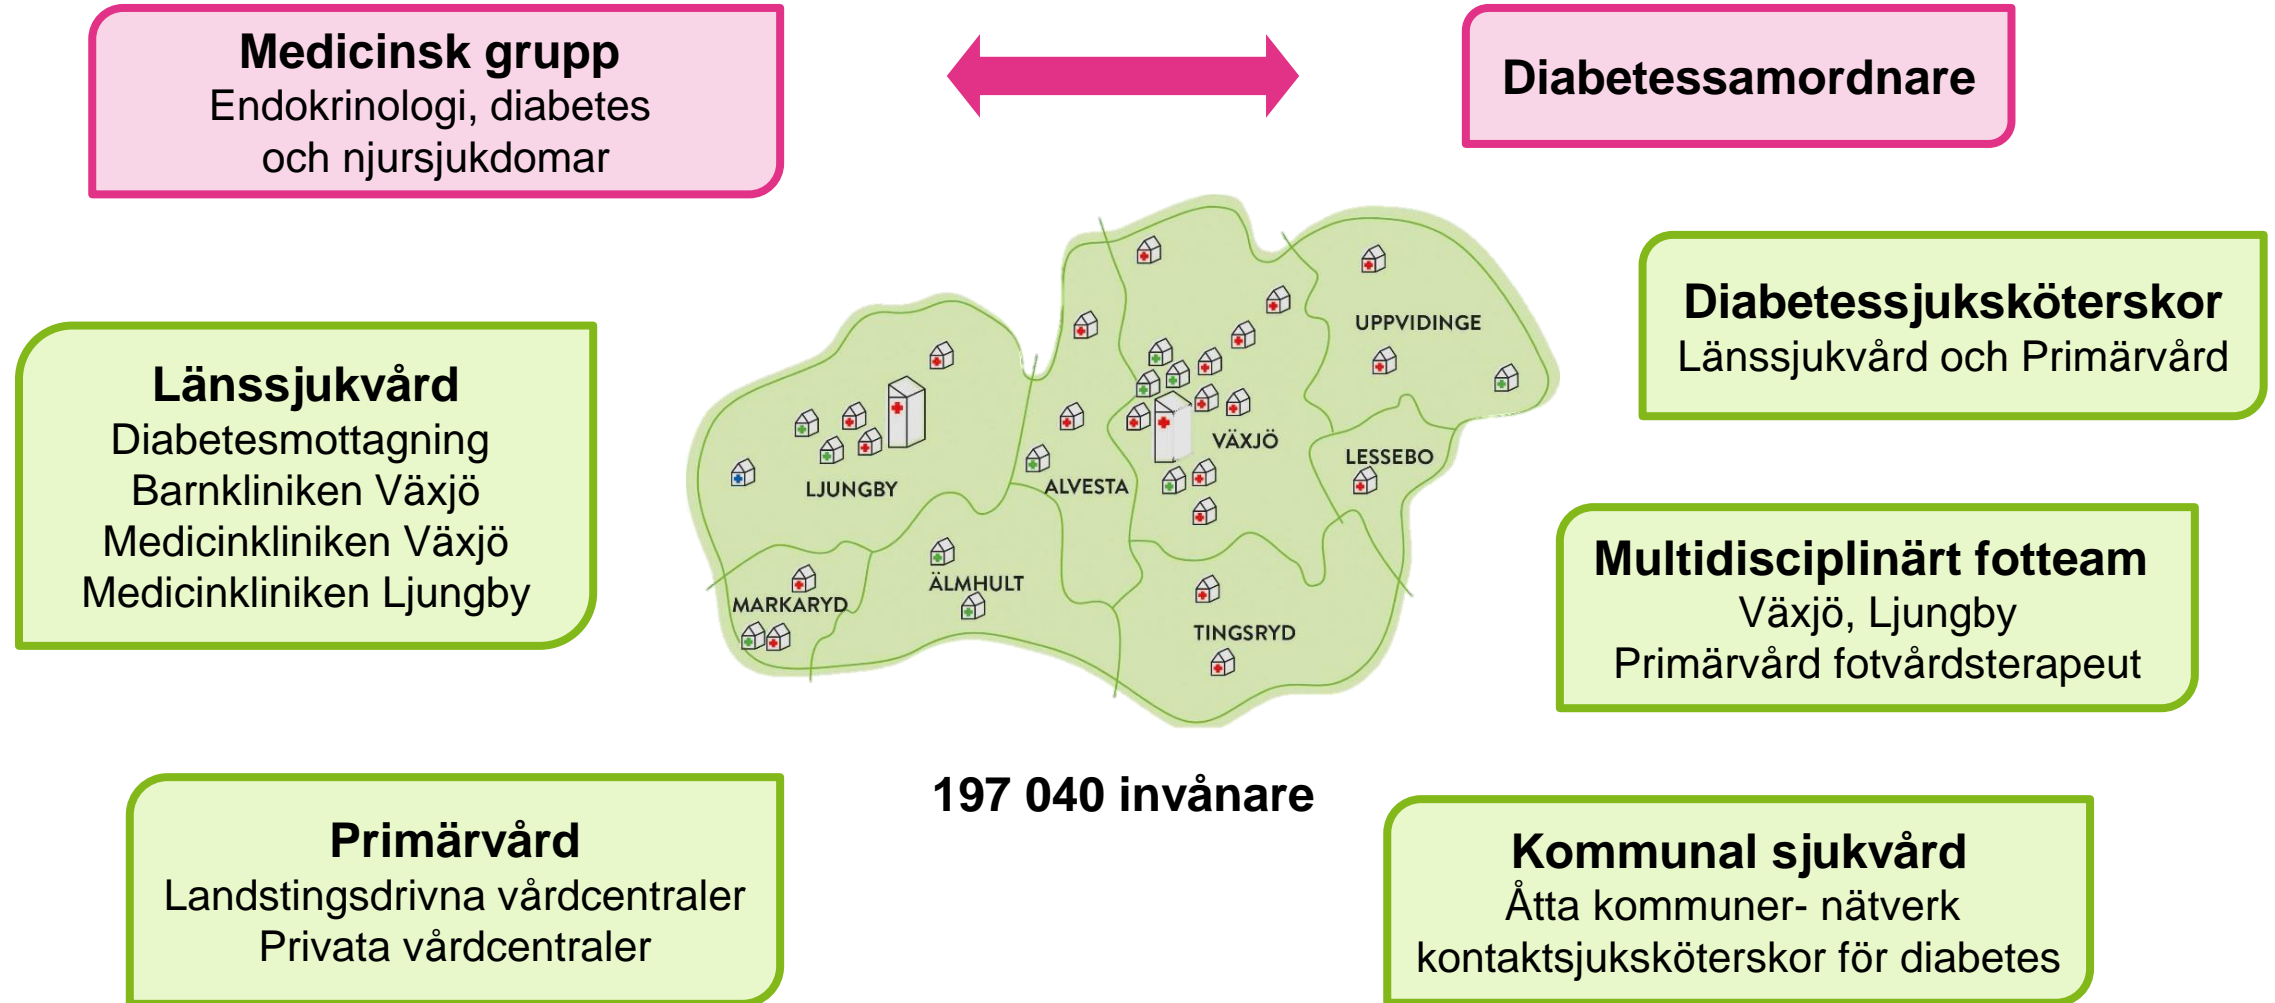 Medicinsk grupp
Endokrinologi, diabetes
och njursjukdomar
Diabetessamordnare
Länssjukvård
Diabetesmottagning
Barnkliniken Växjö
Medicinkliniken Växjö
Medicinkliniken Ljungby
UPPVIDINGE
VÄXJÖ
LESSEBO
LJUNGBY
ALVESTA
ÄLMHULT
MARKARYD
TINGSRYD
Diabetessjuksköterskor
Länssjukvård och Primärvård
Multidisciplinärt fotteam
Växjö, Ljungby
Primärvård fotvårdsterapeut
197 040 invånare
Primärvård
Landstingsdrivna vårdcentraler
Privata vårdcentraler
Kommunal sjukvård
Åtta kommuner- nätverk
kontaktsjuksköterskor för diabetes